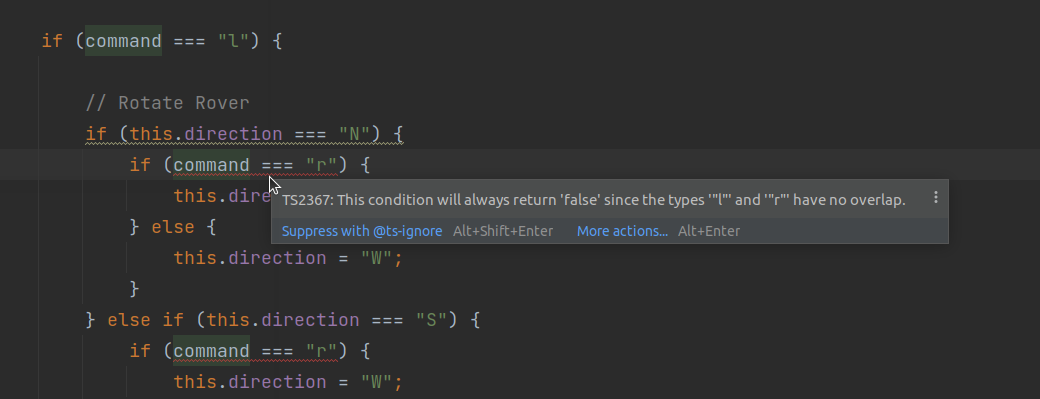 if (command === "l") {
// Rotate Rover
if (this.direction === "N") {
if (command === "r") {
this.dire
TS2367: This condition will always return 'false' since the types '"l"' and '"r"' have no overlap.
} else {
Suppress with @ts-ignore Alt+Shift+Enter More actions... Alt+Enter
this.direction = "W";
}
} else if (this.direction === "S") {
if (command === "r") {
this.direction = "W";